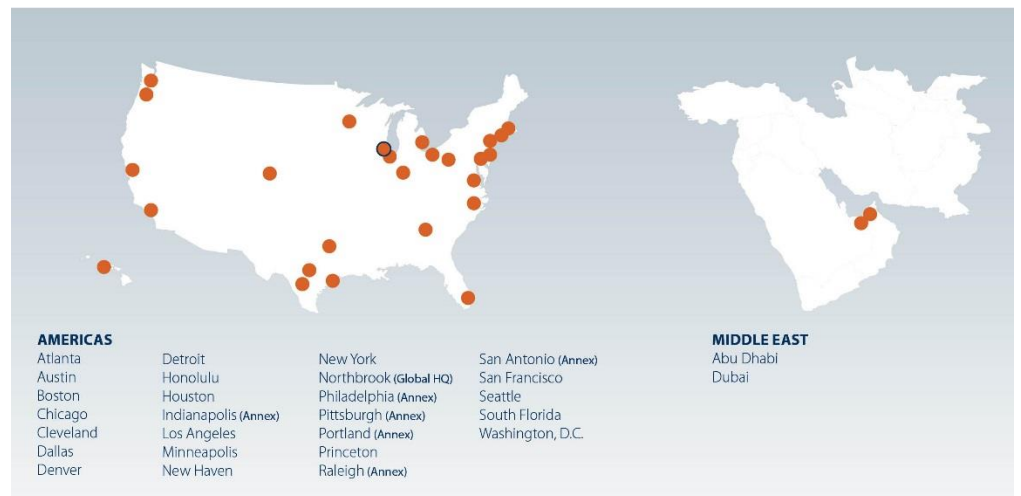 AMERICAS
Atlanta
Austin
Boston
Chicago
Cleveland
Dallas
Denver
Detroit
Honolulu
Houston
Indianapolis (Annex)
Los Angeles
Minneapolis
New Haven
New York
Northbrook (Global HQ)
Philadelphia (Annex)
Pittsburgh (Annex)
Portland (Annex)
Princeton
Raleigh (Annex)
San Antonio (Annex)
San Francisco
Seattle
South Florida
Washington, D.C.
MIDDLE EAST
Abu Dhabi
Dubai